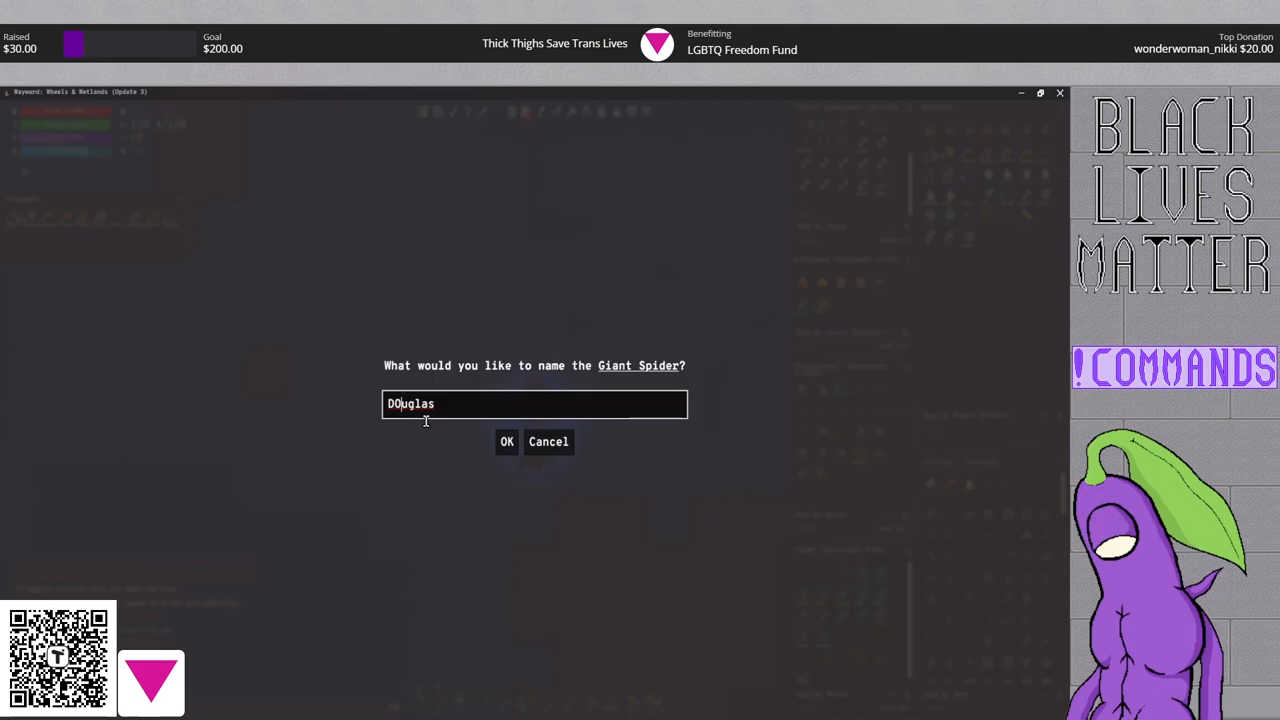 Raised
$30.00
Goal
$200.00
Thick Thighs Save Trans Lives
Benefitting
LGBTQ Freedom Fund
Top Donation
wonderwoman_nikki $20.00
Wayward: Wheels & Wetlands (Update 3)
BLACK
LIVES
MATTER
What would you like to name the Giant Spider?
DOuglas
OK
Cancel
!COMMANDS